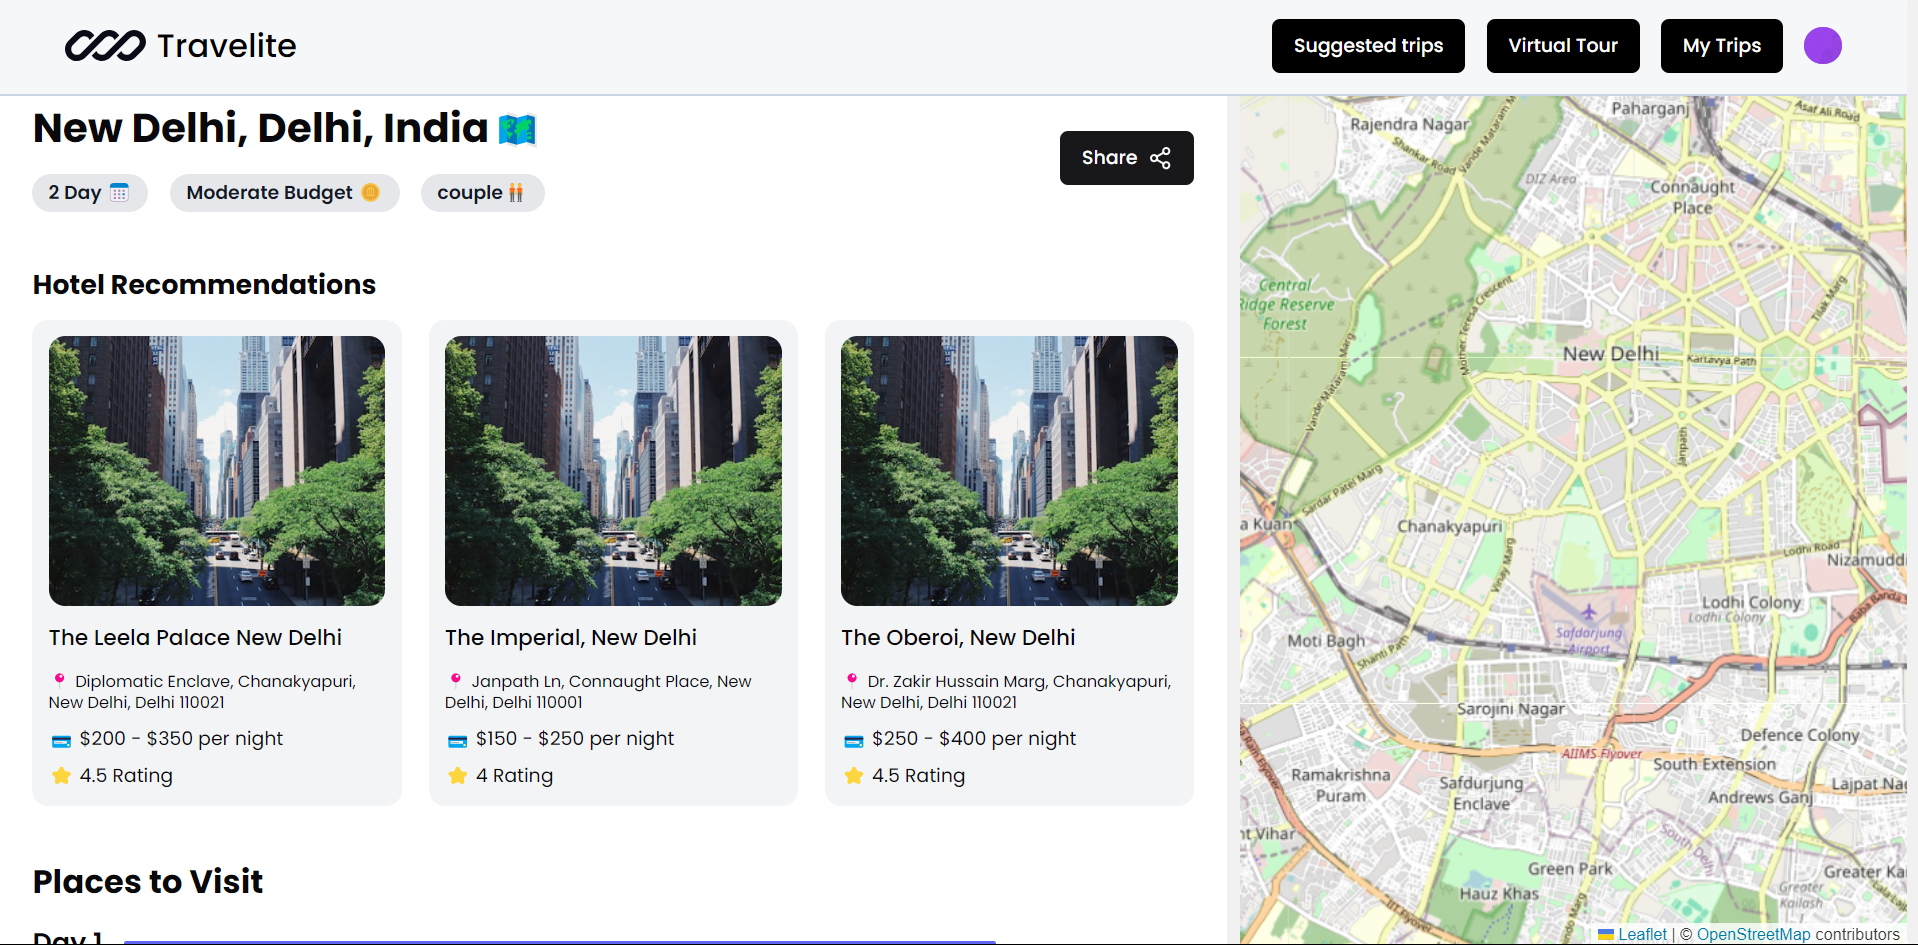 Travelite
Suggested trips
Virtual Tour
My Trips
New Delhi, Delhi, India
2 Day
Moderate Budget
couple
Share
Hotel Recommendations
The Leela Palace New Delhi
Diplomatic Enclave, Chanakyapuri,
New Delhi, Delhi 110021
$200 - $350 per night
4.5 Rating
The Imperial, New Delhi
Janpath Ln, Connaught Place, New
Delhi, Delhi 110001
$150 - $250 per night
4 Rating
The Oberoi, New Delhi
Dr. Zakir Hussain Marg, Chanakyapuri,
New Delhi, Delhi 110021
$250 - $400 per night
4.5 Rating
Places to Visit
Day 1
Paharganj
Asaf Ali Road
Rajendra Nagar
Shankar Road
Vande Mataram M
DIZ Area
Connaught
Place
Central
Ridge Reserve
Forest
Mother Teresa Crescent
Tilak Marg
Vande Mataram Marg
New Delhi
Kartavya Path
Janpath
Sardar Patel Marg
a Kuan
Chanakyapuri
Vinay Marg
Lodhi Road
Nizamuddi
Lodhi Colony
Lodhi Colony
Baba Banda
Safdarjung
Airport
Moti Bagh
Shanti Path
Sarojini Nagar
AIIMS Flyover
Defence Colony
South Extension
Ramakrishna
Puram
Safdurjung
Enclave
Andrews Ganj
Lajpat Na
nt Vihar
South Delhi
Green Park
Greater Ka
Greater
Kailash
Lala-Laj
Hauz Khas
IIT Flyover
Leaflet | © OpenStreetMap contributors